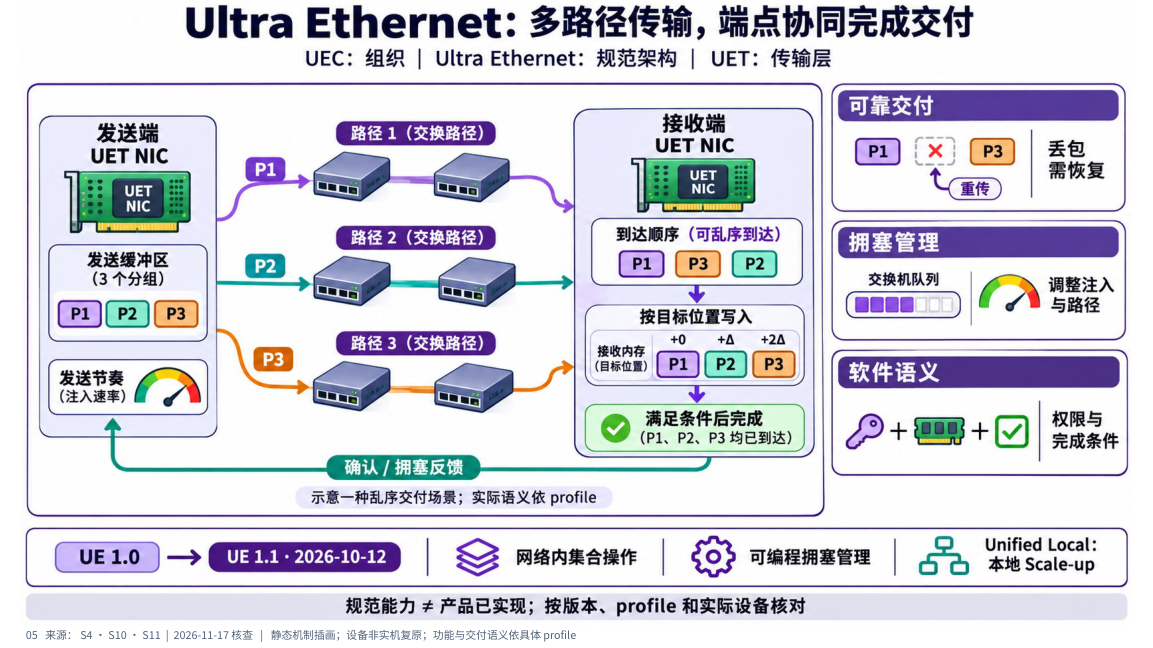 Ultra Ethernet: 多路径传输, 端点协同完成交付
UEC: 组织 | Ultra Ethernet: 规范架构 | UET: 传输层
发送端
UET NIC
UET
NIC
发送缓冲区
(3 个分组)
P1 P2 P3
发送节奏
(注入速率)
P1
路径 1 (交换路径)
P2
路径 2 (交换路径)
P3
路径 3 (交换路径)
接收端
UET NIC
UET
NIC
到达顺序 (可乱序到达)
P1 P3 P2
按目标位置写入
接收内存
(目标位置)
+0 +Δ +2Δ
P1 P2 P3
满足条件后完成
(P1、P2、P3 均已到达)
确认 / 拥塞反馈
示意一种乱序交付场景; 实际语义依 profile
可靠交付
P1 P3
重传
丢包
需恢复
拥塞管理
交换机队列
调整注入
与路径
软件语义
权限与
完成条件
UE 1.0
UE 1.1 · 2026-10-12
网络内集合操作
可编程拥塞管理
Unified Local:
本地 Scale-up
规范能力 ≠ 产品已实现; 按版本、profile 和实际设备核对
05 来源: S4 · S10 · S11 | 2026-11-17 核查 | 静态机制插画; 设备非实机复原; 功能与交付语义依具体 profile